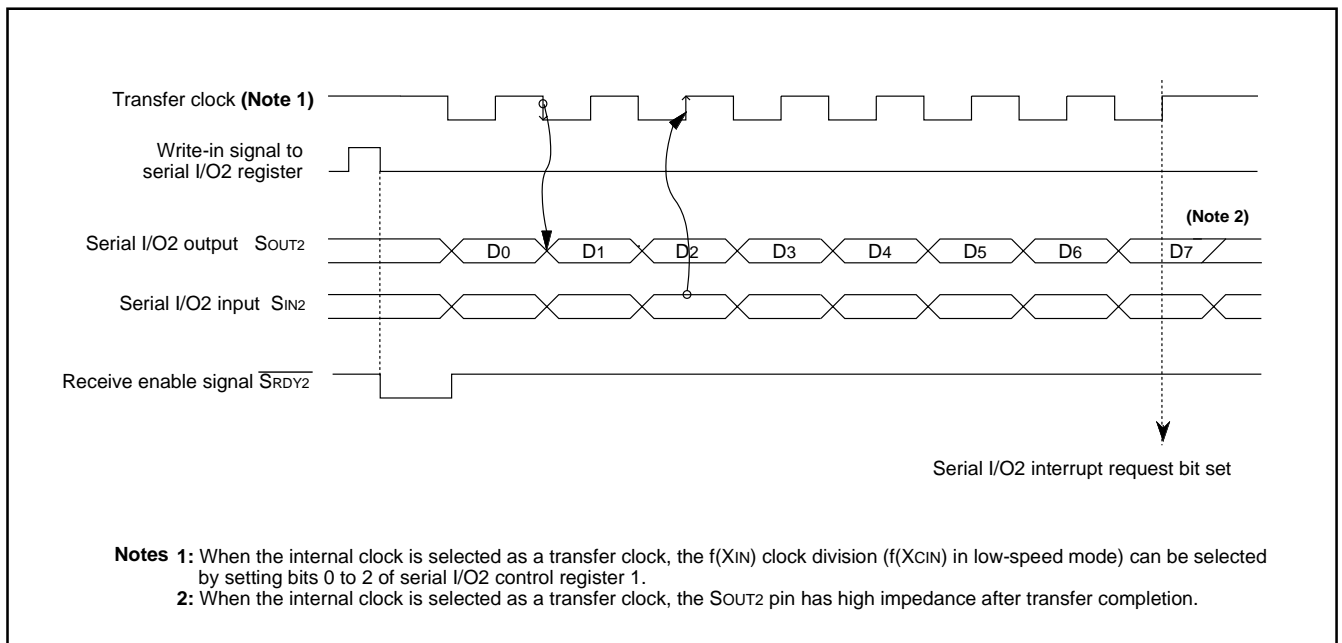 Transfer clock (Note 1)
Write-in signal to
serial I/O2 register
(Note 2)
Serial I/O2 output SOUT2
D0 D1 D2 D3 D4 D5 D6 D7
Serial I/O2 input SIN2
Receive enable signal SRDY2
Serial I/O2 interrupt request bit set
Notes 1: When the internal clock is selected as a transfer clock, the f(XIN) clock division (f(XCIN) in low-speed mode) can be selected
by setting bits 0 to 2 of serial I/O2 control register 1.
2: When the internal clock is selected as a transfer clock, the SOUT2 pin has high impedance after transfer completion.